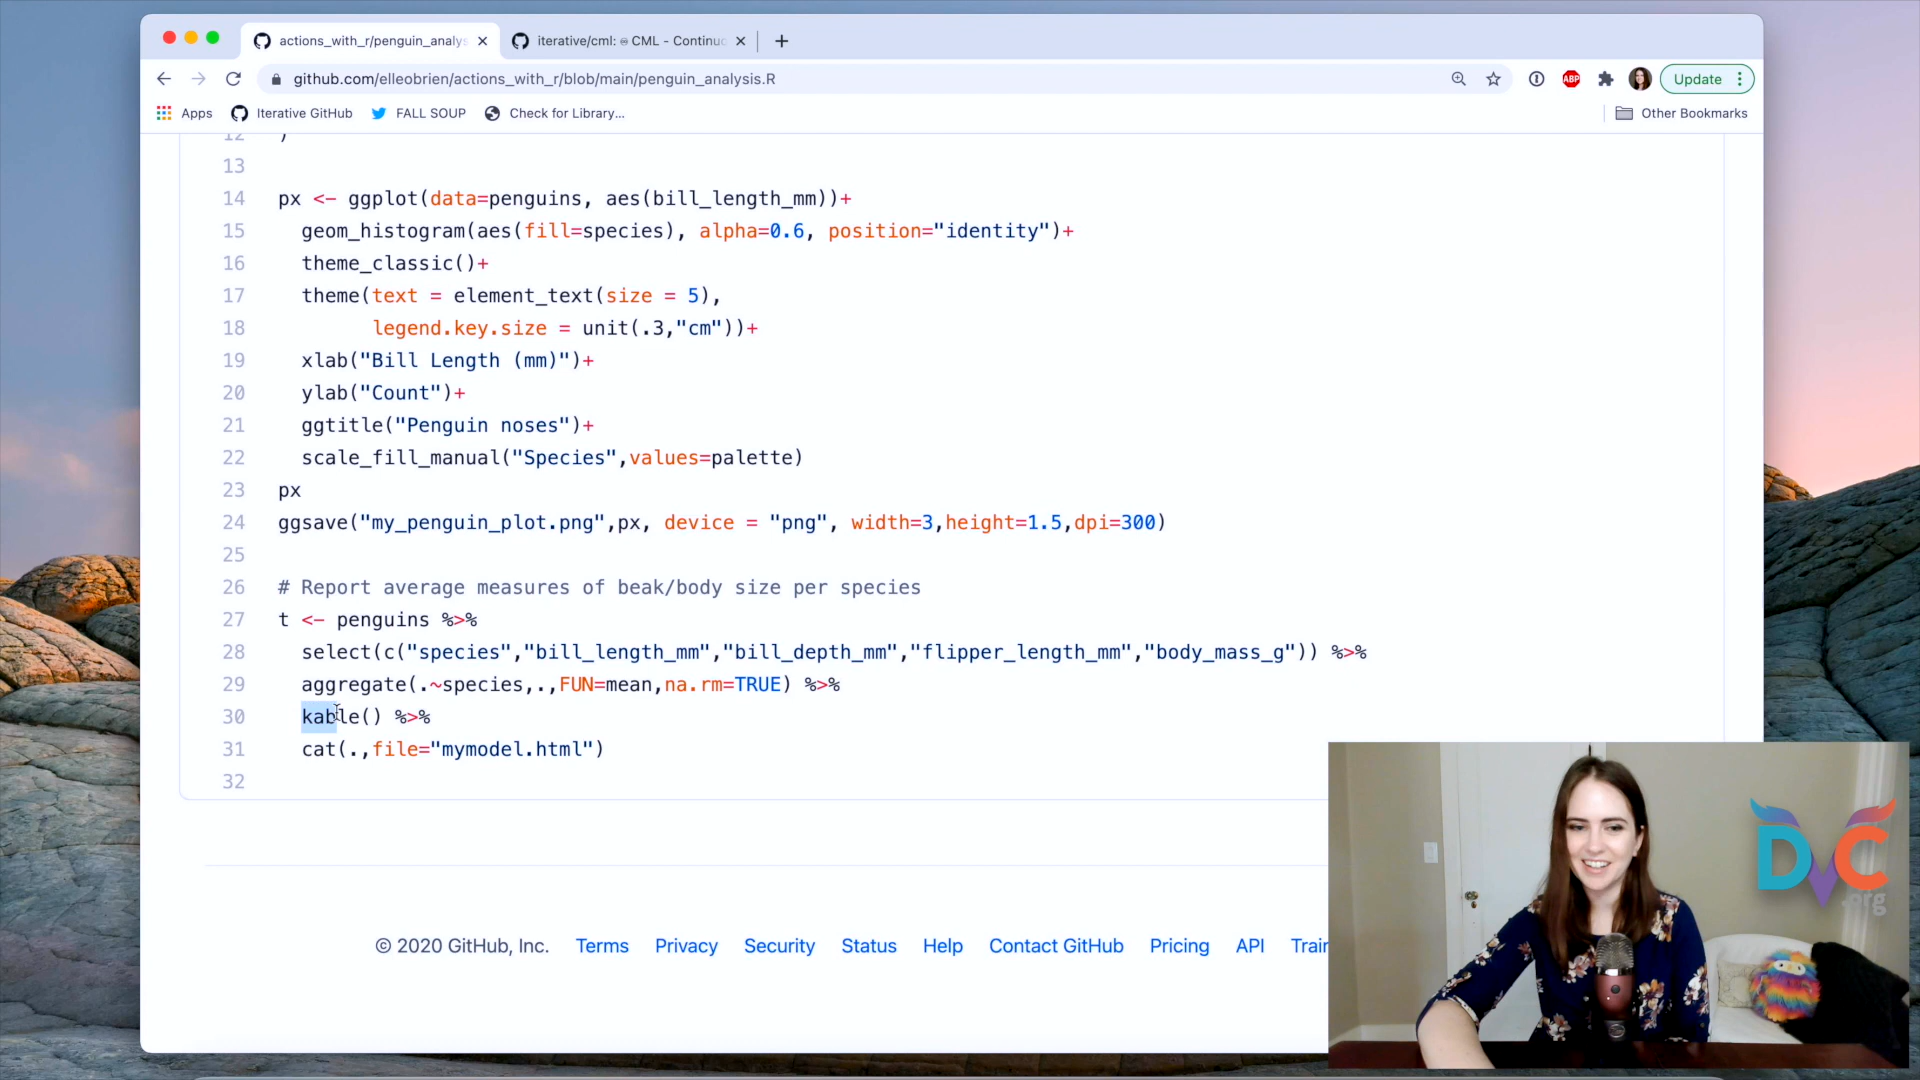 actions_with_r/penguin_analys
iterative/cml: ♾ CML - Continuo
github.com/elleobrien/actions_with_r/blob/main/penguin_analysis.R
ABP
Update
Apps
Iterative GitHub
FALL SOUP
Check for Library...
Other Bookmarks
12 )
13
14 px <- ggplot(data=penguins, aes(bill_length_mm))+
15 geom_histogram(aes(fill=species), alpha=0.6, position="identity")+
16 theme_classic()+
17 theme(text = element_text(size = 5),
18 legend.key.size = unit(.3,"cm"))+
19 xlab("Bill Length (mm)")+
20 ylab("Count")+
21 ggtitle("Penguin noses")+
22 scale_fill_manual("Species",values=palette)
23 px
24 ggsave("my_penguin_plot.png",px, device = "png", width=3,height=1.5,dpi=300)
25
26 # Report average measures of beak/body size per species
27 t <- penguins %>%
28 select(c("species","bill_length_mm","bill_depth_mm","flipper_length_mm","body_mass_g")) %>%
29 aggregate(.~species,.,FUN=mean,na.rm=TRUE) %>%
30 kable() %>%
31 cat(.,file="mymodel.html")
32
© 2020 GitHub, Inc. Terms Privacy Security Status Help Contact GitHub Pricing API Train
DVC
.org